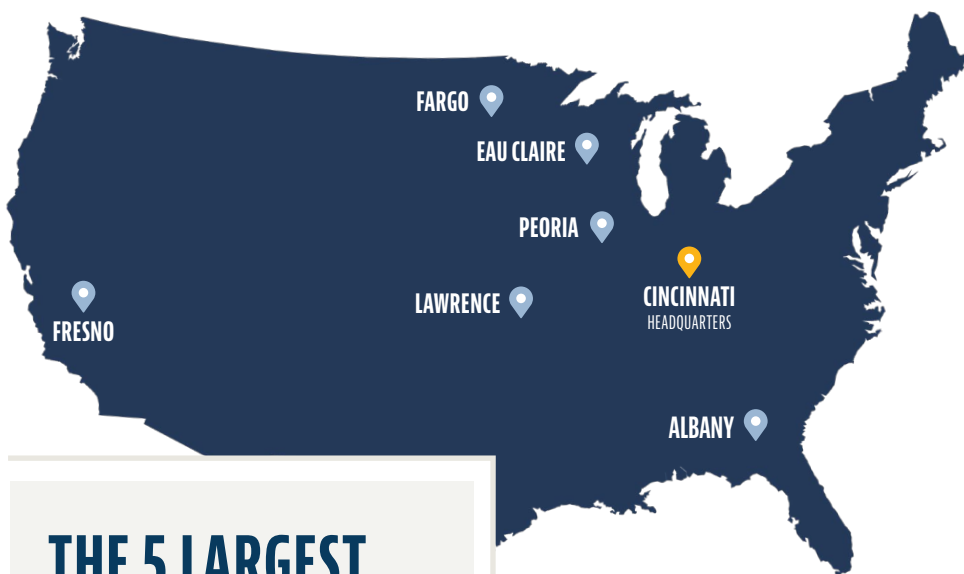 FARGO
EAU CLAIRE
PEORIA
CINCINNATI
HEADQUARTERS
LAWRENCE
FRESNO
ALBANY
THE 5 LARGEST